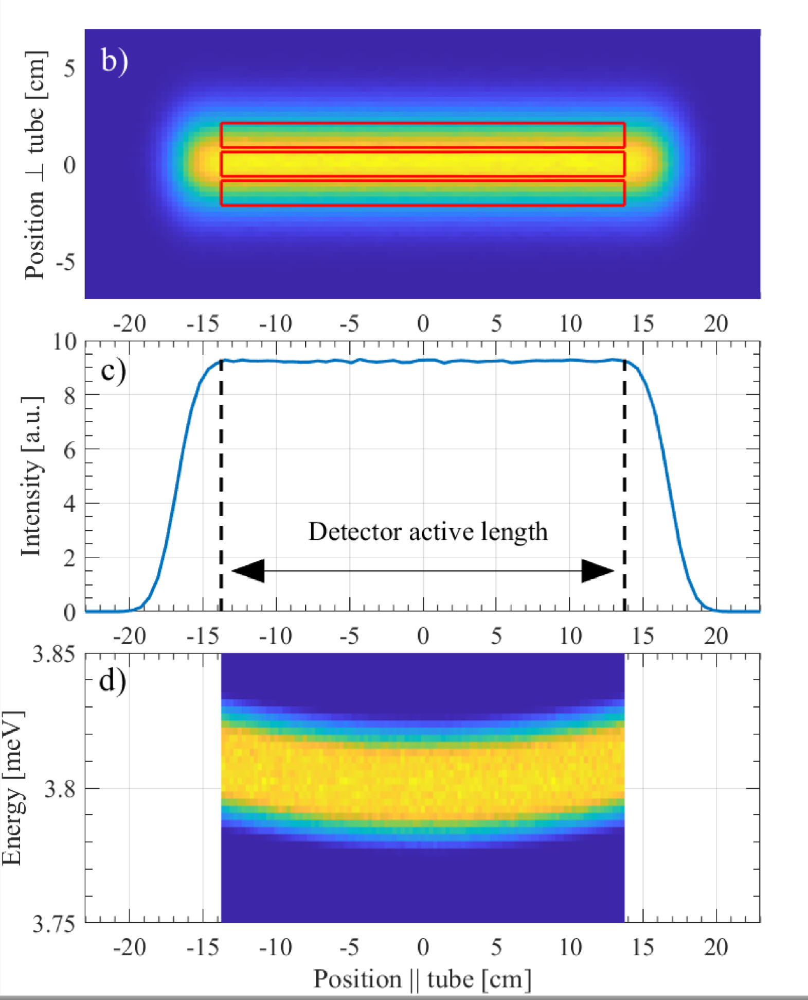 b)
Position ⊥ tube [cm]
5
0
-5
-20 -15 -10 -5 0 5 10 15 20
c)
Intensity [a.u.]
10
8
6
4
2
0
Detector active length
-20 -15 -10 -5 0 5 10 15 20
d)
Energy [meV]
3.85
3.8
3.75
-20 -15 -10 -5 0 5 10 15 20
Position || tube [cm]